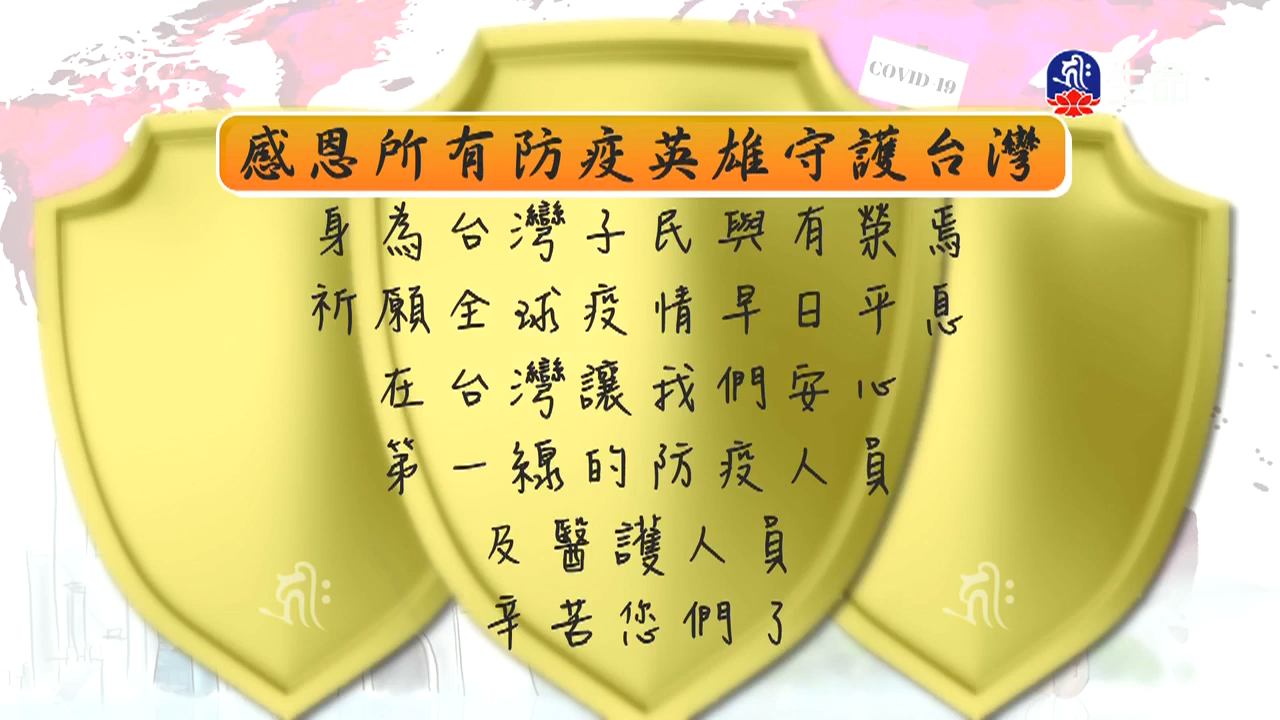 COVID-19
生命
感恩所有防疫英雄守護台灣
身為台灣子民與有榮焉
祈願全球疫情早日平息
在台灣讓我們安心
第一線的防疫人員
及醫護人員
辛苦您們了